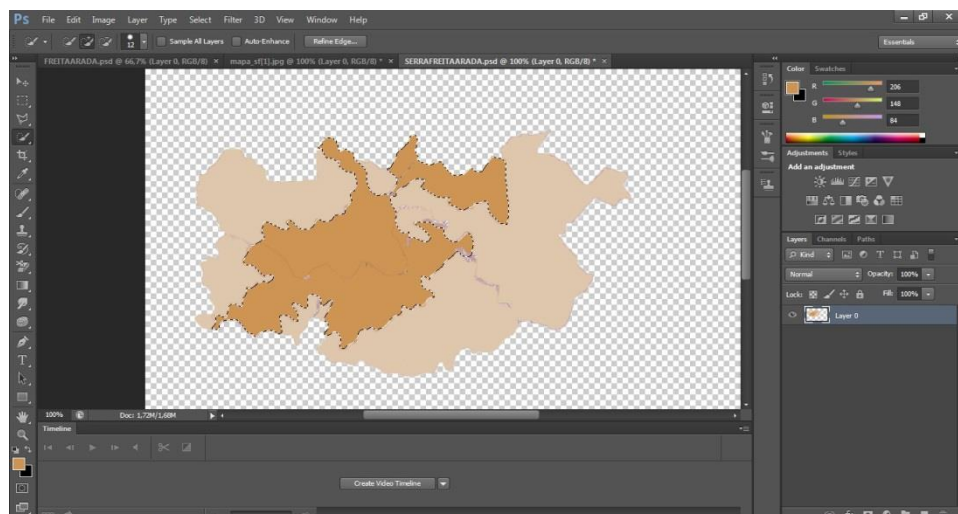 Ps File Edit Image Layer Type Select Filter 3D View Window Help
12 Sample All Layers Auto-Enhance Refine Edge... Essentials
FREITAARADA.psd @ 66,7% (Layer 0, RGB/8) × mapa_sf[1].jpg @ 100% (Layer 0, RGB/8) * × SERRAFREITAARADA.psd @ 100% (Layer 0, RGB/8) * ×
Color Swatches
R 206
G 148
B 84
Adjustments Styles
Add an adjustment
Layers Channels Paths
Kind
Normal Opacity: 100%
Lock: Fill: 100%
Layer 0
100% Doc: 1,72M/1,68M
Timeline
Create Video Timeline